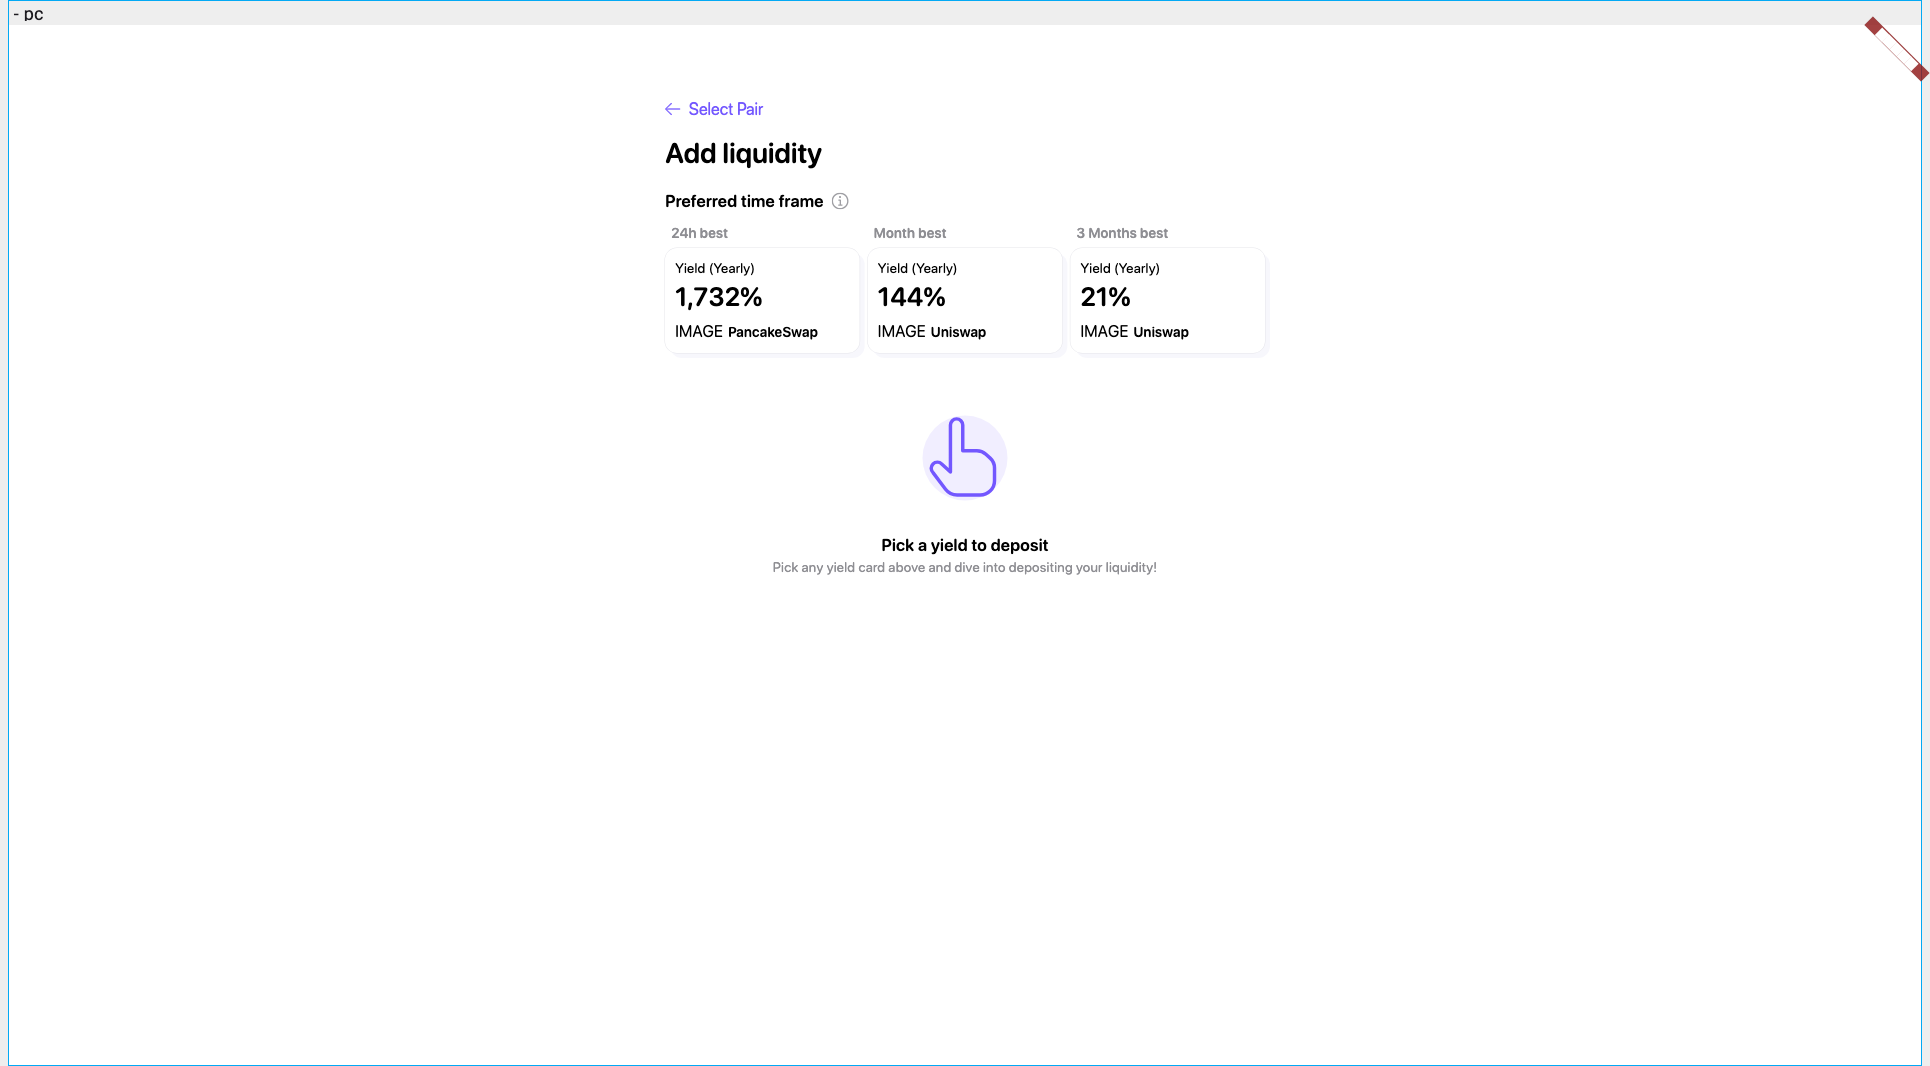 - pc
Select Pair
Add liquidity
Preferred time frame
24h best
Yield (Yearly)
1,732%
IMAGE PancakeSwap
Month best
Yield (Yearly)
144%
IMAGE Uniswap
3 Months best
Yield (Yearly)
21%
IMAGE Uniswap
Pick a yield to deposit
Pick any yield card above and dive into depositing your liquidity!